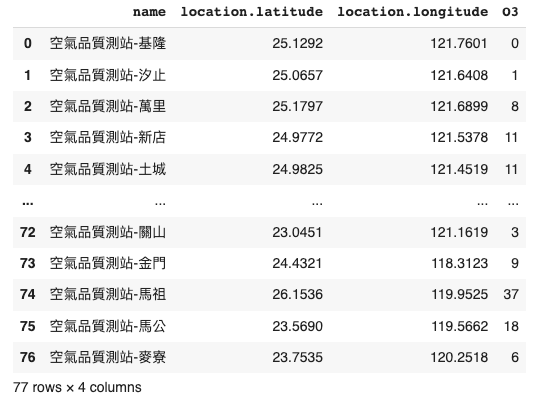 name location.latitude location.longitude O3
0 空氣品質測站-基隆 25.1292 121.7601 0
1 空氣品質測站-汐止 25.0657 121.6408 1
2 空氣品質測站-萬里 25.1797 121.6899 8
3 空氣品質測站-新店 24.9772 121.5378 11
4 空氣品質測站-土城 24.9825 121.4519 11
... ... ... ... ...
72 空氣品質測站-關山 23.0451 121.1619 3
73 空氣品質測站-金門 24.4321 118.3123 9
74 空氣品質測站-馬祖 26.1536 119.9525 37
75 空氣品質測站-馬公 23.5690 119.5662 18
76 空氣品質測站-麥寮 23.7535 120.2518 6
77 rows × 4 columns